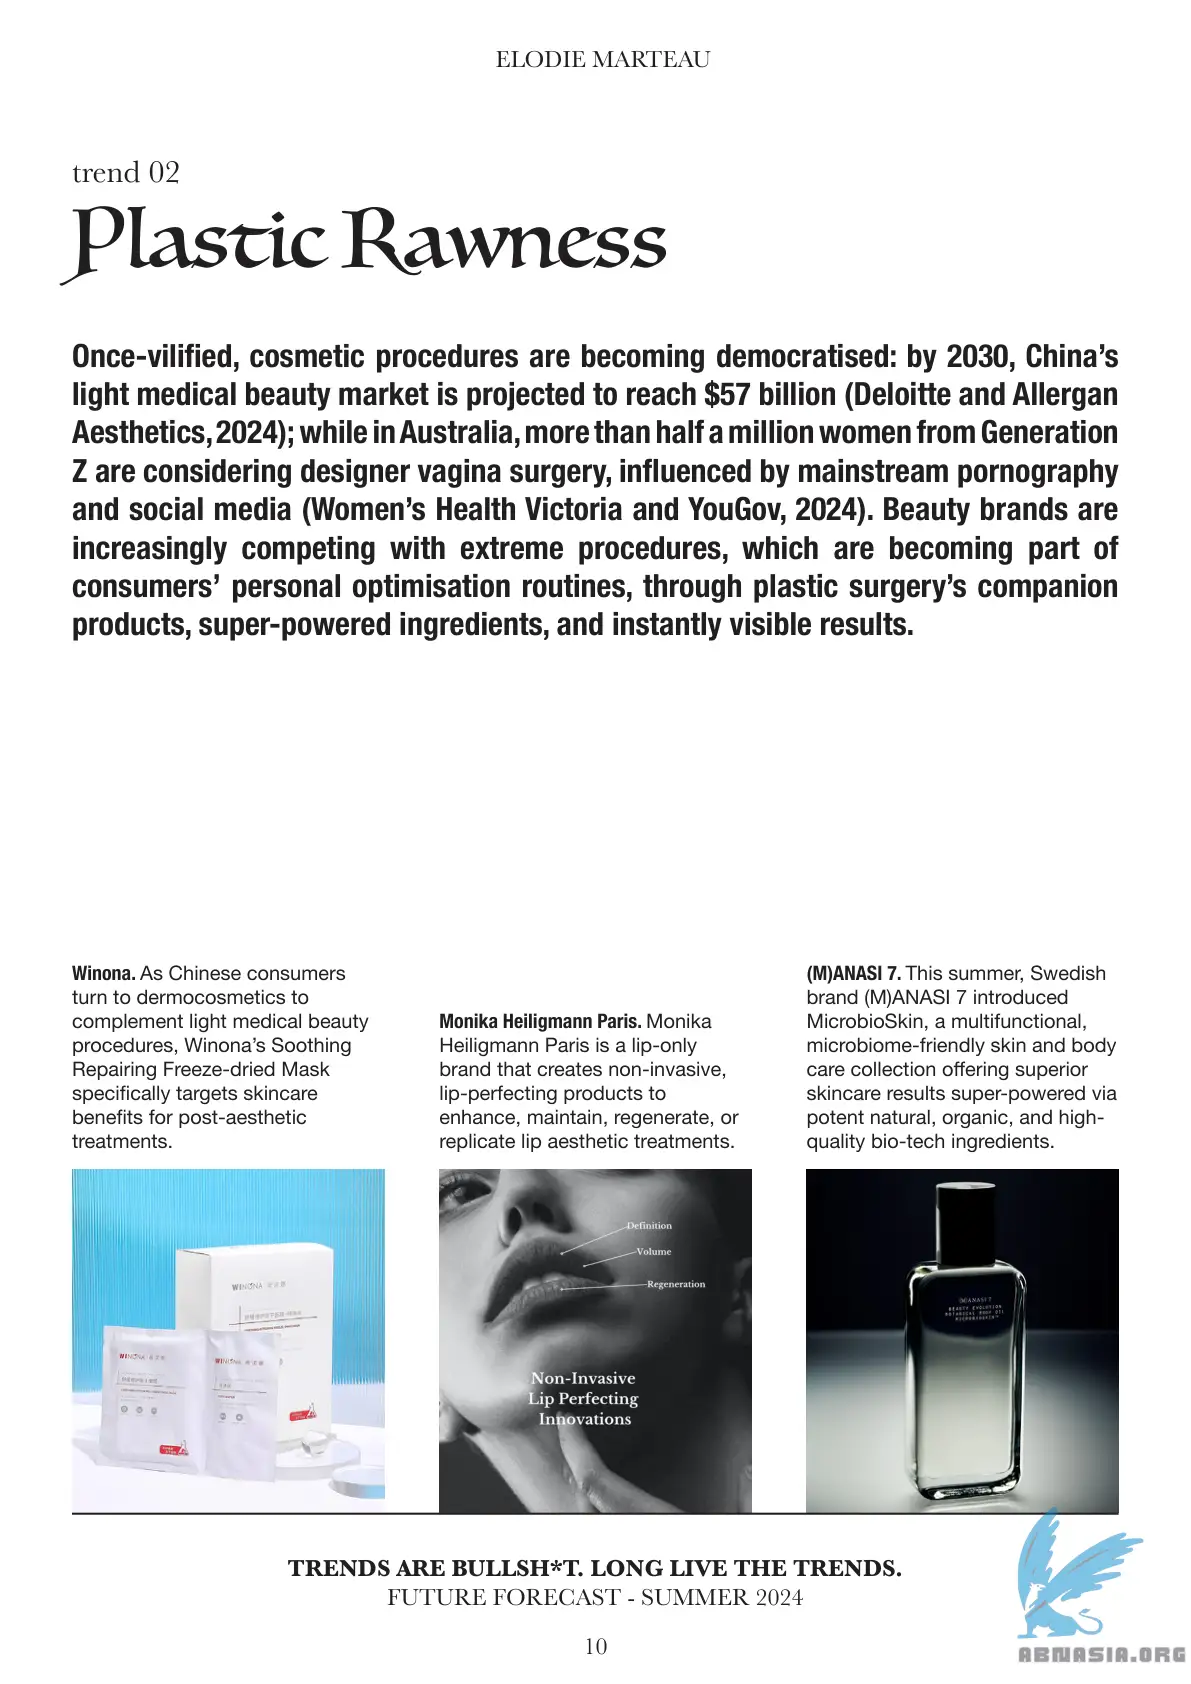 ELODIE MARTEAU
trend 02
Plastic Rawness
Once-vilified, cosmetic procedures are becoming democratised: by 2030, China's
light medical beauty market is projected to reach $57 billion (Deloitte and Allergan
Aesthetics, 2024); while in Australia, more than half a million women from Generation
Z are considering designer vagina surgery, influenced by mainstream pornography
and social media (Women's Health Victoria and YouGov, 2024). Beauty brands are
increasingly competing with extreme procedures, which are becoming part of
consumers' personal optimisation routines, through plastic surgery's companion
products, super-powered ingredients, and instantly visible results.
Winona. As Chinese consumers
turn to dermocosmetics to
complement light medical beauty
procedures, Winona's Soothing
Repairing Freeze-dried Mask
specifically targets skincare
benefits for post-aesthetic
treatments.
Monika Heiligmann Paris. Monika
Heiligmann Paris is a lip-only
brand that creates non-invasive,
lip-perfecting products to
enhance, maintain, regenerate, or
replicate lip aesthetic treatments.
(M)ANASI 7. This summer, Swedish
brand (M)ANASI 7 introduced
MicrobioSkin, a multifunctional,
microbiome-friendly skin and body
care collection offering superior
skincare results super-powered via
potent natural, organic, and high-
quality bio-tech ingredients.
WINONA
WINONA
WINONA
Definition
Volume
Regeneration
Non-Invasive
Lip Perfecting
Innovations
(M)ANASI 7
BEAUTY EVOLUTION
BOTANICAL BODY OIL
MICROBIOSKIN™
TRENDS ARE BULLSH*T. LONG LIVE THE TRENDS.
FUTURE FORECAST - SUMMER 2024
10
ABNASIA.ORG